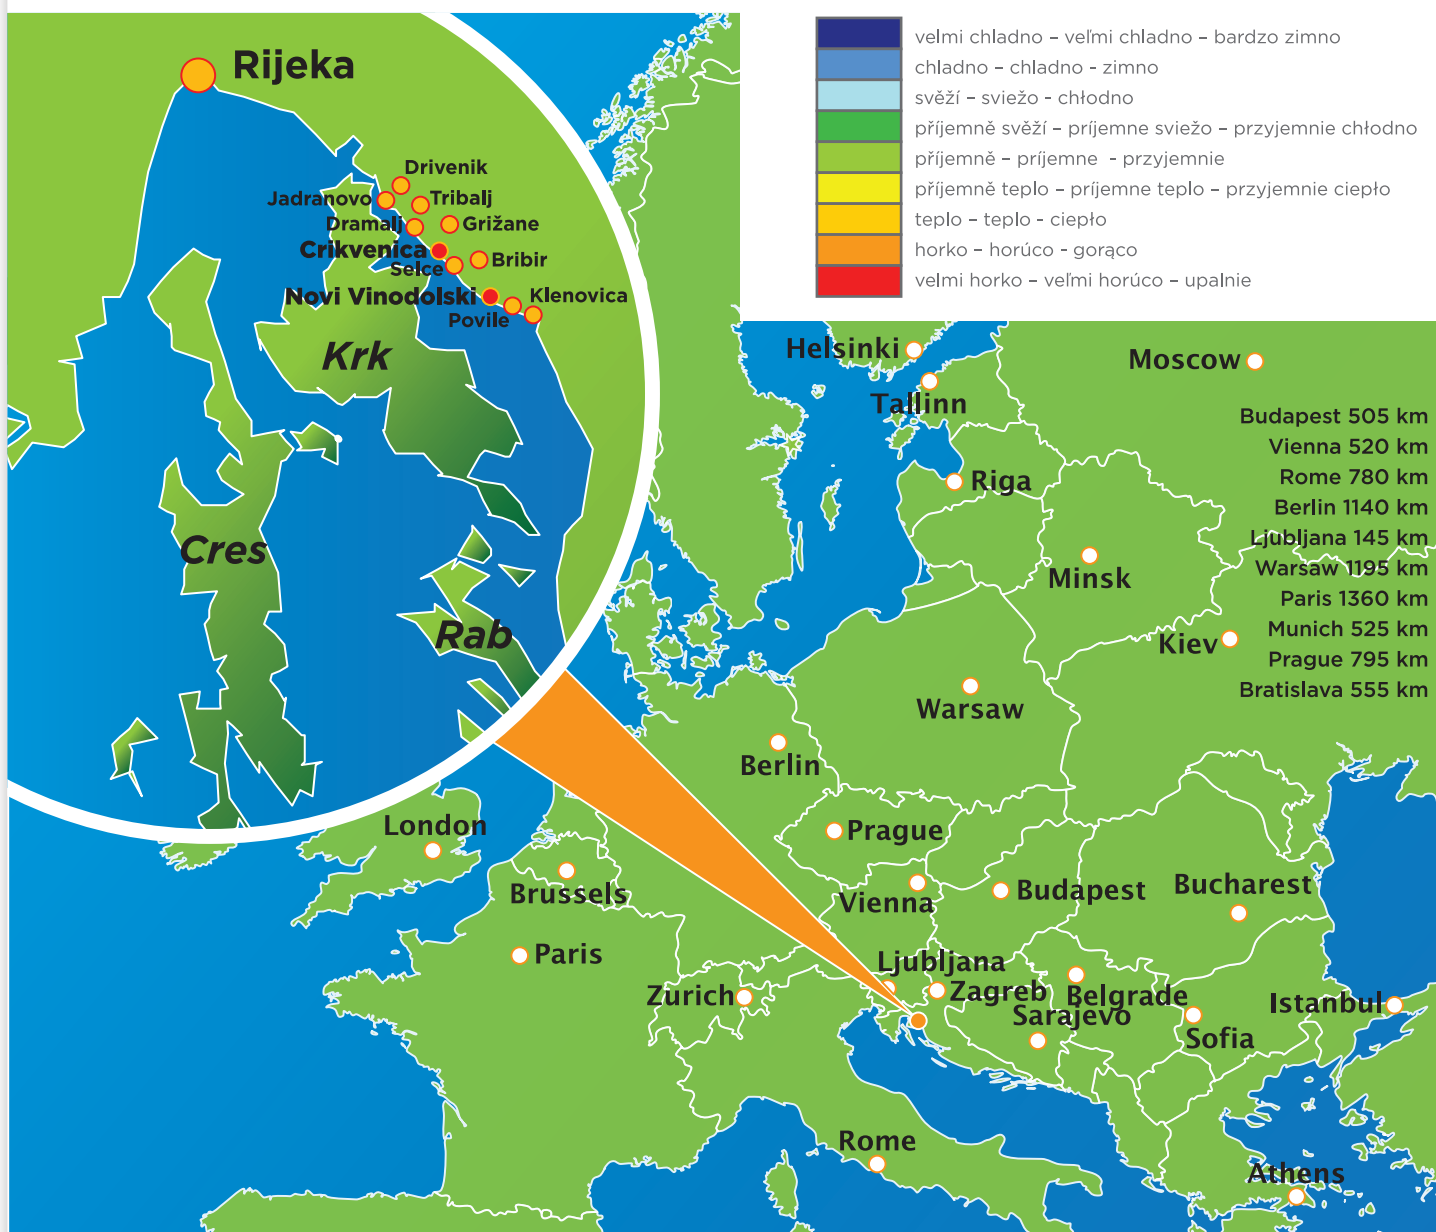 Rijeka
Drivenik
Jadranovo
Tribalj
Dramalj
Grižane
Crikvenica
Selce
Bribir
Novi Vinodolski
Klenovica
Povile
Krk
Cres
Rab
velmi chladno – veľmi chladno – bardzo zimno
chladno – chladno - zimno
svěží – sviežo - chłodno
příjemně svěží – príjemne sviežo – przyjemnie chłodno
příjemně – príjemne - przyjemnie
příjemně teplo – príjemne teplo – przyjemnie ciepło
teplo – teplo - ciepło
horko – horúco - gorąco
velmi horko – veľmi horúco – upalnie
Helsinki
Moscow
Tallinn
Riga
Minsk
Kiev
Warsaw
Berlin
Budapest 505 km
Vienna 520 km
Rome 780 km
Berlin 1140 km
Ljubljana 145 km
Warsaw 1195 km
Paris 1360 km
Munich 525 km
Prague 795 km
Bratislava 555 km
London
Prague
Brussels
Vienna
Budapest
Bucharest
Paris
Ljubljana
Zurich
Zagreb
Belgrade
Sarajevo
Istanbul
Sofia
Rome
Athens